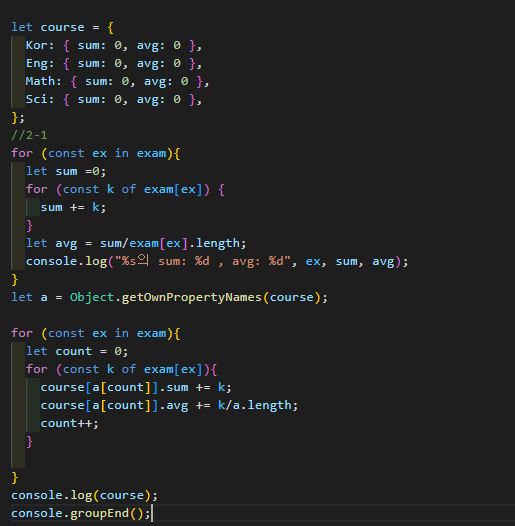 let course = {
  Kor: { sum: 0, avg: 0 },
  Eng: { sum: 0, avg: 0 },
  Math: { sum: 0, avg: 0 },
  Sci: { sum: 0, avg: 0 },
};
//2-1
for (const ex in exam){
  let sum =0;
  for (const k of exam[ex]) {
    sum += k;
  }
  let avg = sum/exam[ex].length;
  console.log("%s의 sum: %d , avg: %d", ex, sum, avg);
}
let a = Object.getOwnPropertyNames(course);

for (const ex in exam){
  let count = 0;
  for (const k of exam[ex]){
    course[a[count]].sum += k;
    course[a[count]].avg += k/a.length;
    count++;
  }

}
console.log(course);
console.groupEnd();